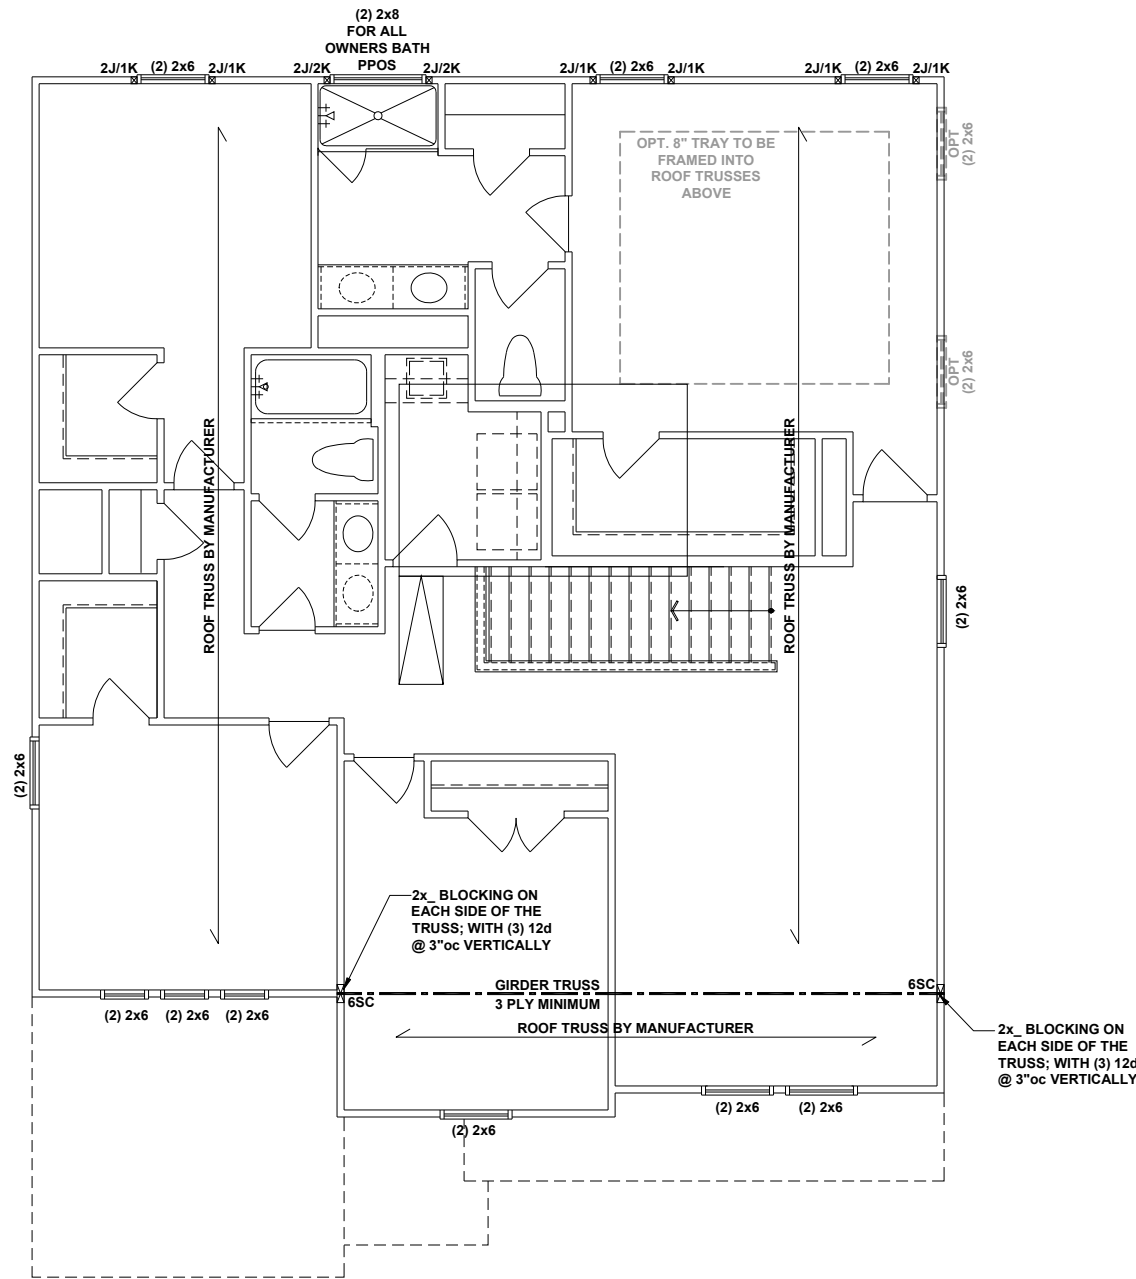 (2) 2x8
FOR ALL
OWNERS BATH
PPOS
2J/1K
(2) 2x6
2J/1K
2J/2K
2J/2K
2J/1K
(2) 2x6
2J/1K
2J/1K
(2) 2x6
2J/1K
OPT
(2) 2x6
OPT. 8" TRAY TO BE
FRAMED INTO
ROOF TRUSSES
ABOVE
OPT
(2) 2x6
ROOF TRUSS BY MANUFACTURER
ROOF TRUSS BY MANUFACTURER
(2) 2x6
(2) 2x6
2x_ BLOCKING ON
EACH SIDE OF THE
TRUSS; WITH (3) 12d
@ 3"oc VERTICALLY
GIRDER TRUSS
3 PLY MINIMUM
6SC
6SC
(2) 2x6
(2) 2x6
(2) 2x6
ROOF TRUSS BY MANUFACTURER
2x_ BLOCKING ON
EACH SIDE OF THE
TRUSS; WITH (3) 12d
@ 3"oc VERTICALLY
(2) 2x6
(2) 2x6
(2) 2x6